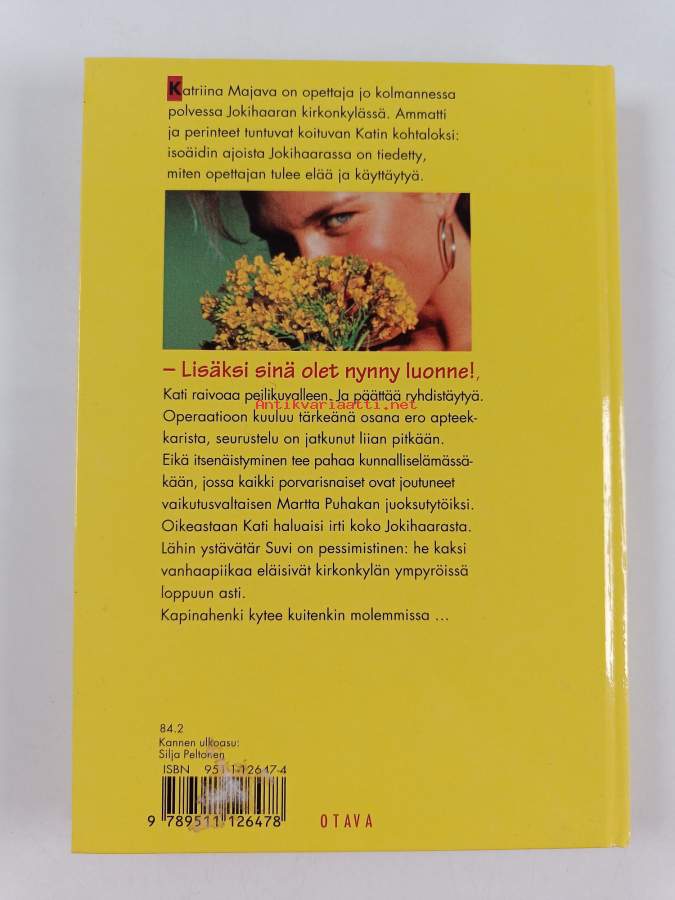 Katriina Majava on opettaja jo kolmannessa
polvessa Jokihaaran kirkonkylässä. Ammatti
ja perinteet tuntuvat koituvan Katin kohtaloksi:
isoäidin ajoista Jokihaarassa on tiedetty,
miten opettajan tulee elää ja käyttäytyä.
– Lisäksi sinä olet nynny luonne!,
Kati raivoaa peilikuvalleen. Ja päättää ryhdistäytyä.
Antikvariaatti.net
Operaatioon kuuluu tärkeänä osana ero apteek-
karista, seurustelu on jatkunut liian pitkään.
Eikä itsenäistyminen tee pahaa kunnalliselämässä-
kään, jossa kaikki porvarisnaiset ovat joutuneet
vaikutusvaltaisen Martta Puhakan juoksutytöiksi.
Oikeastaan Kati haluaisi irti koko Jokihaarasta.
Lähin ystävätär Suvi on pessimistinen: he kaksi
vanhaapiikaa eläisivät kirkonkylän ympyröissä
loppuun asti.
Kapinahenki kytee kuitenkin molemmissa ...
84.2
Kannen ulkoasu:
Silja Peltonen
ISBN 951-1-12647-4
9 789511 126478
OTAVA